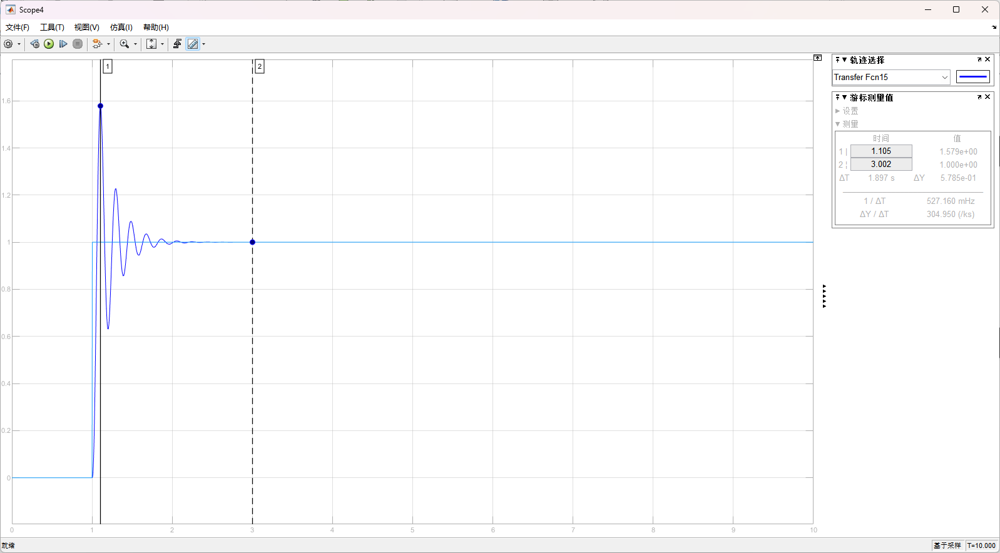 Scope4
文件(F) 工具(T) 视图(V) 仿真(I) 帮助(H)
1
2
1.6
1.4
1.2
1
0.8
0.6
0.4
0.2
0
0 1 2 3 4 5 6 7 8 9 10
轨迹选择
Transfer Fcn15
游标测量值
设置
测量
时间 值
1 | 1.105 1.579e+00
2 ¦ 3.002 1.000e+00
ΔT 1.897 s ΔY 5.785e-01
1 / ΔT 527.160 mHz
ΔY / ΔT 304.950 (/ks)
就绪 基于采样 T=10.000